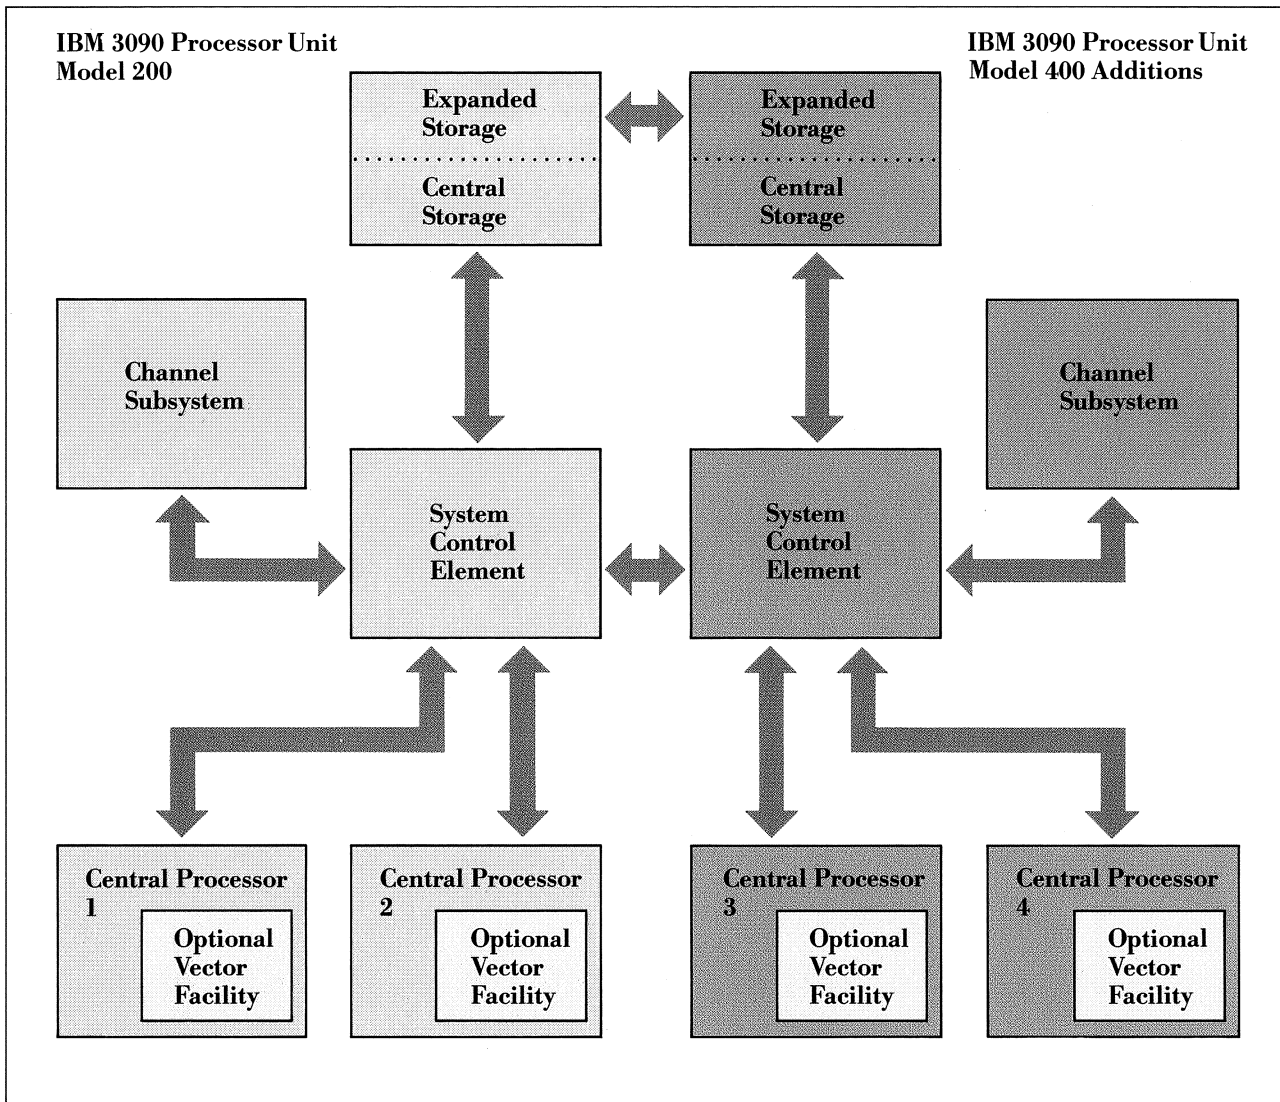 IBM 3090 Processor Unit
Model 200
IBM 3090 Processor Unit
Model 400 Additions
Expanded
Storage
Central
Storage
Expanded
Storage
Central
Storage
Channel
Subsystem
Channel
Subsystem
System
Control
Element
System
Control
Element
Central Processor
1
Optional
Vector
Facility
Central Processor
2
Optional
Vector
Facility
Central Processor
3
Optional
Vector
Facility
Central Processor
4
Optional
Vector
Facility